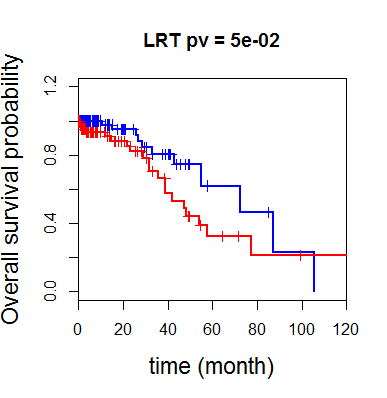 LRT pv = 5e-02
Overall survival probability
1.2
0.8
0.4
0.0
0 20 40 60 80 100 120
time (month)